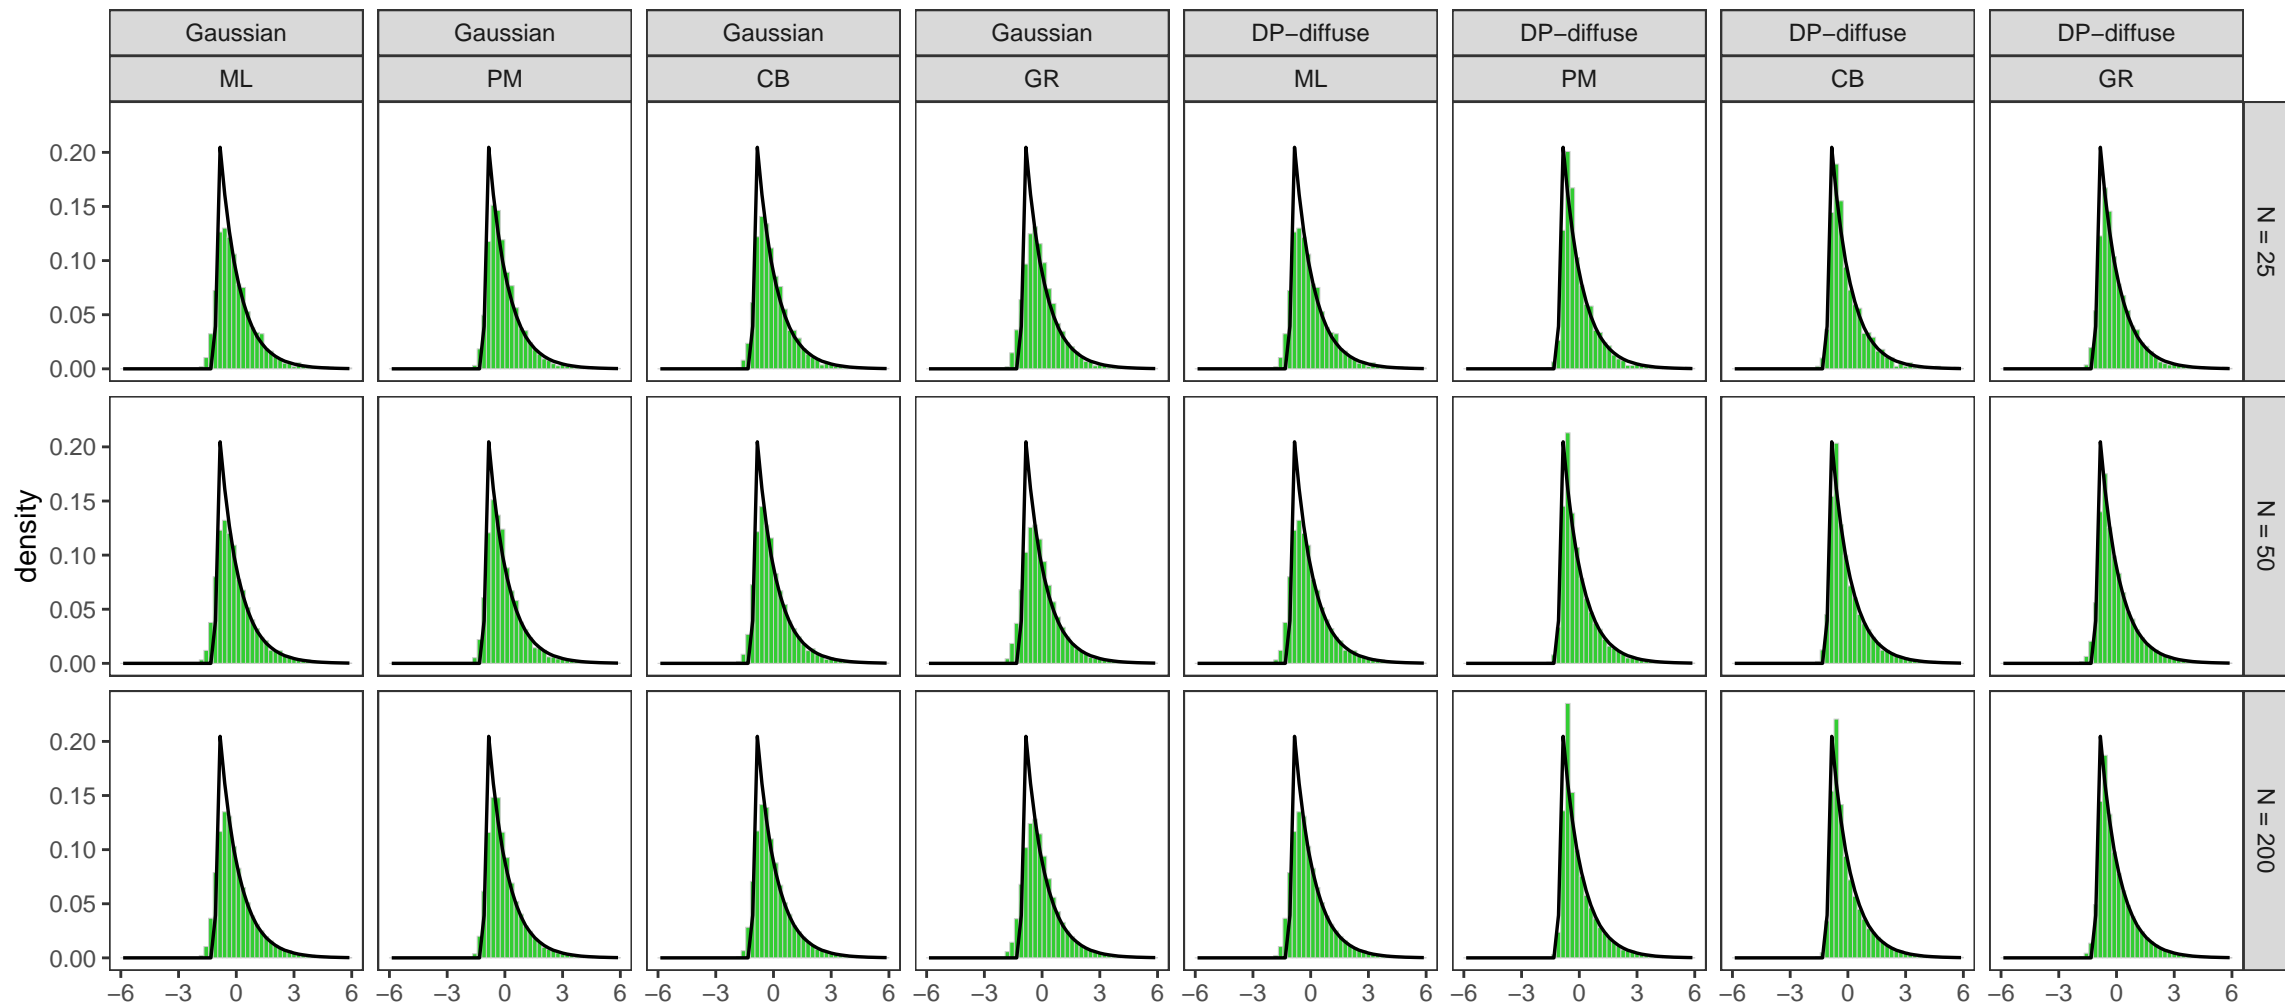 Gaussian Gaussian Gaussian Gaussian DP−diffuse DP−diffuse DP−diffuse DP−diffuse
ML PM CB GR ML PM CB GR
0.20
0.15
0.10
0.05
0.00
N = 25
0.20
0.15
0.10
0.05
0.00
N = 50
density
0.20
0.15
0.10
0.05
0.00
N = 200
−6 −3 0 3 6 −6 −3 0 3 6 −6 −3 0 3 6 −6 −3 0 3 6 −6 −3 0 3 6 −6 −3 0 3 6 −6 −3 0 3 6 −6 −3 0 3 6